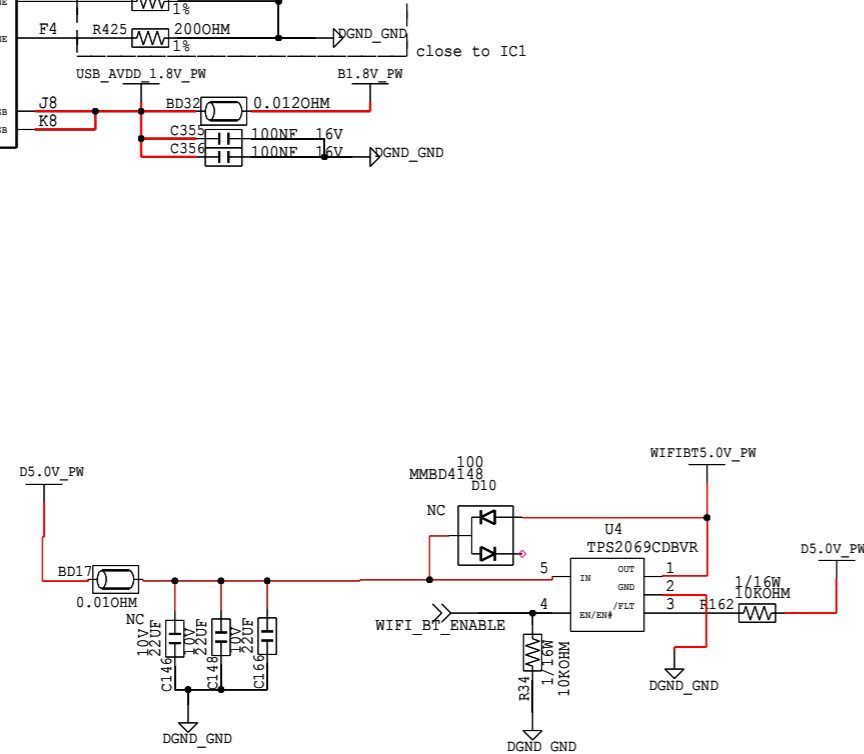 1%
F4 R425 200OHM
1%
DGND_GND
close to IC1
USB_AVDD_1.8V_PW
B1.8V_PW
J8
BD32
0.012OHM
K8
C355 100NF 16V
C356 100NF 16V
DGND_GND
D5.0V_PW
100
MMBD4148
D10
NC
WIFIBT5.0V_PW
U4
TPS2069CDBVR
D5.0V_PW
BD17
0.01OHM
5
IN
OUT
1
GND
2
/FLT
3
EN/EN#
4
R162
1/16W
10KOHM
WIFI_BT_ENABLE
NC
10V
22UF
C146
10V
22UF
C148
10V
22UF
C166
R34
1/16W
10KOHM
DGND_GND
DGND_GND
DGND_GND